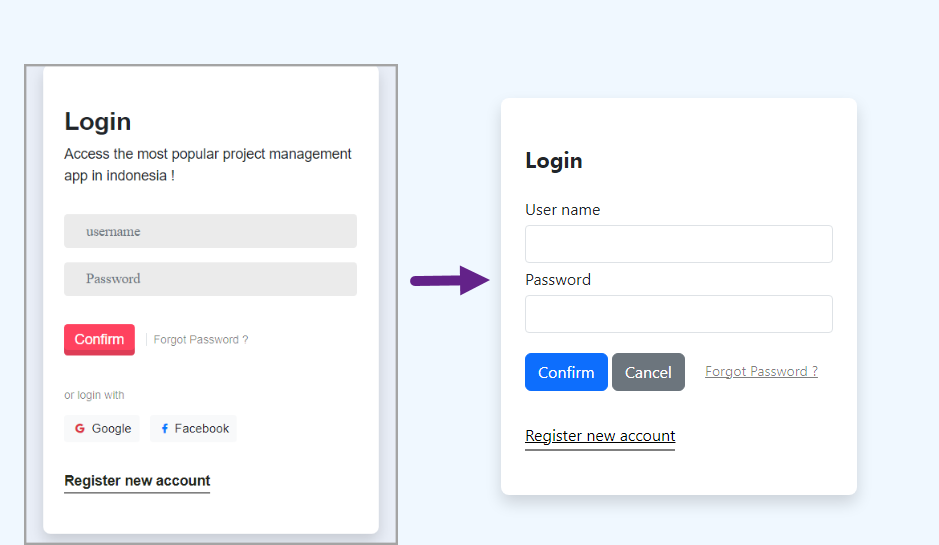 Login
Access the most popular project management
app in indonesia !
username
Password
Confirm
Forgot Password ?
or login with
Google
Facebook
Register new account
Login
User name
Password
Confirm
Cancel
Forgot Password ?
Register new account